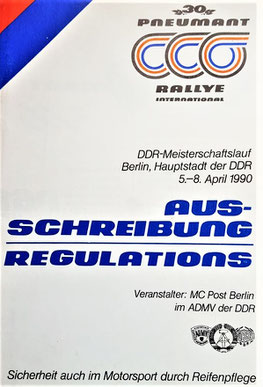 30.
PNEUMANT
RALLYE
INTERNATIONAL
DDR-Meisterschaftslauf
Berlin, Hauptstadt der DDR
5.–8. April 1990
AUS-
SCHREIBUNG
REGULATIONS
Veranstalter: MC Post Berlin
im ADMV der DDR
Sicherheit auch im Motorsport durch Reifenpflege